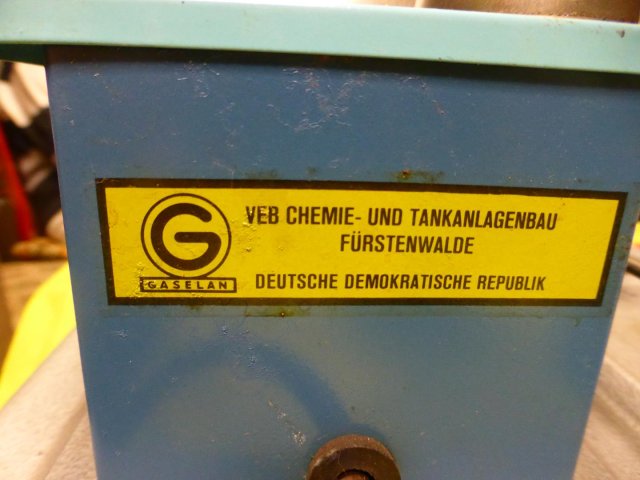 G
GASELAN
VEB CHEMIE- UND TANKANLAGENBAU
FÜRSTENWALDE
DEUTSCHE DEMOKRATISCHE REPUBLIK